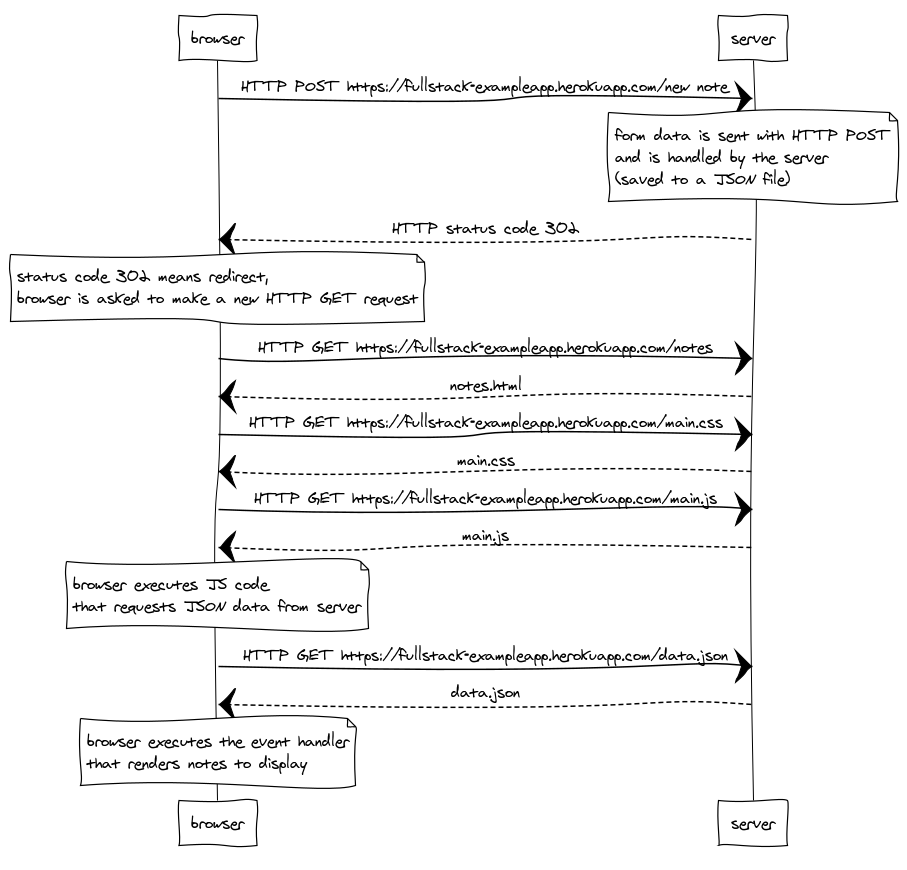 browser
server
HTTP POST https://fullstack-exampleapp.herokuapp.com/new note
form data is sent with HTTP POST
and is handled by the server
(saved to a JSON file)
HTTP status code 302
status code 302 means redirect,
browser is asked to make a new HTTP GET request
HTTP GET https://fullstack-exampleapp.herokuapp.com/notes
notes.html
HTTP GET https://fullstack-exampleapp.herokuapp.com/main.css
main.css
HTTP GET https://fullstack-exampleapp.herokuapp.com/main.js
main.js
browser executes JS code
that requests JSON data from server
HTTP GET https://fullstack-exampleapp.herokuapp.com/data.json
data.json
browser executes the event handler
that renders notes to display
browser
server